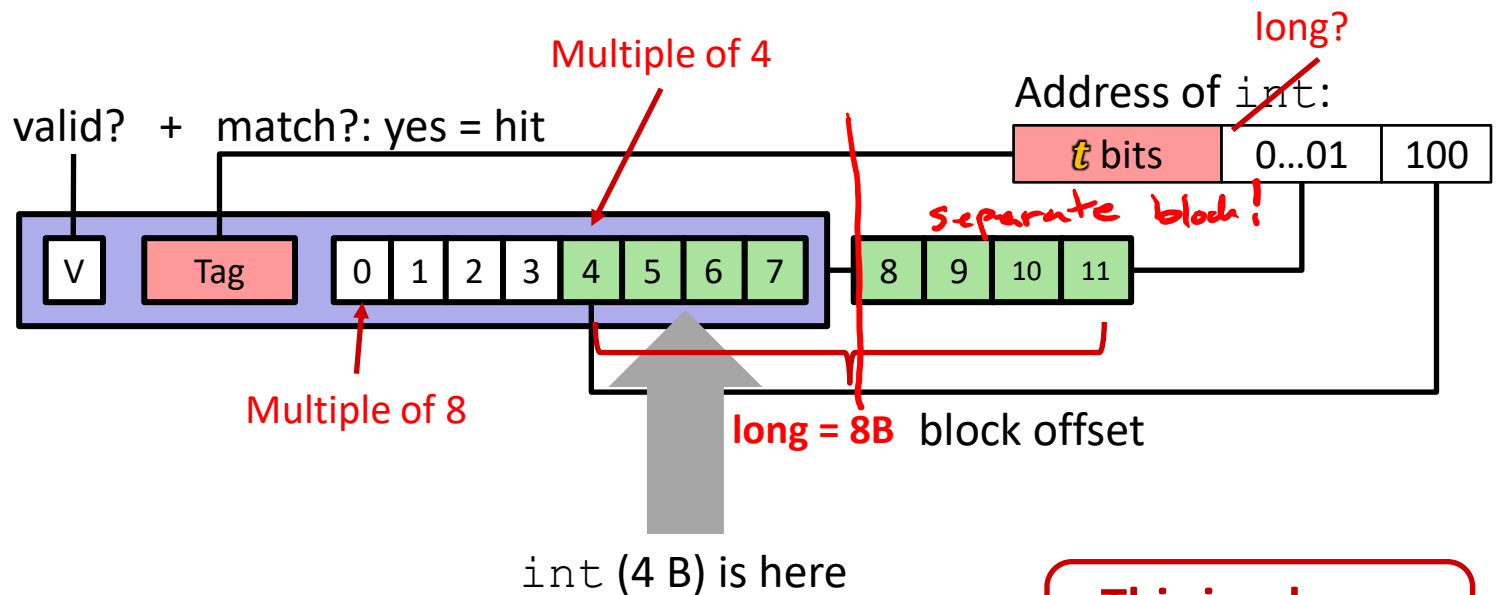 long?
Multiple of 4
Address of int:
valid? + match?: yes = hit
t bits 0...01 100
separate block!
V Tag 0 1 2 3 4 5 6 7 8 9 10 11
Multiple of 8
long = 8B block offset
int (4 B) is here